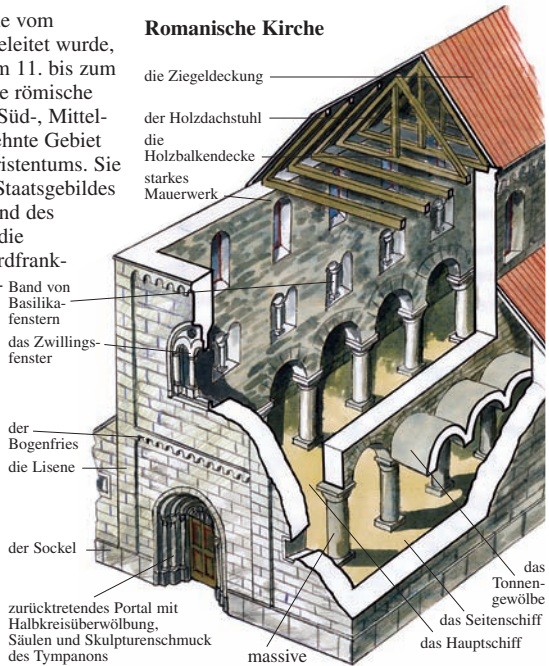 e vom
eleitet wurde,
m 11. bis zum
e römische
Süd-, Mittel-
ehnte Gebiet
ristentums. Sie
Staatsgebildes
nd des
die
rdfrank-
-
Romanische Kirche
die Ziegeldeckung
der Holzdachstuhl
die
Holzbalkendecke
starkes
Mauerwerk
Band von
Basilika-
fenstern
das Zwillings-
fenster
der
Bogenfries
die Lisene
der Sockel
zurücktretendes Portal mit
Halbkreisüberwölbung,
Säulen und Skulpturenschmuck
des Tympanons
massive
das Hauptschiff
das Seitenschiff
das
Tonnen-
gewölbe